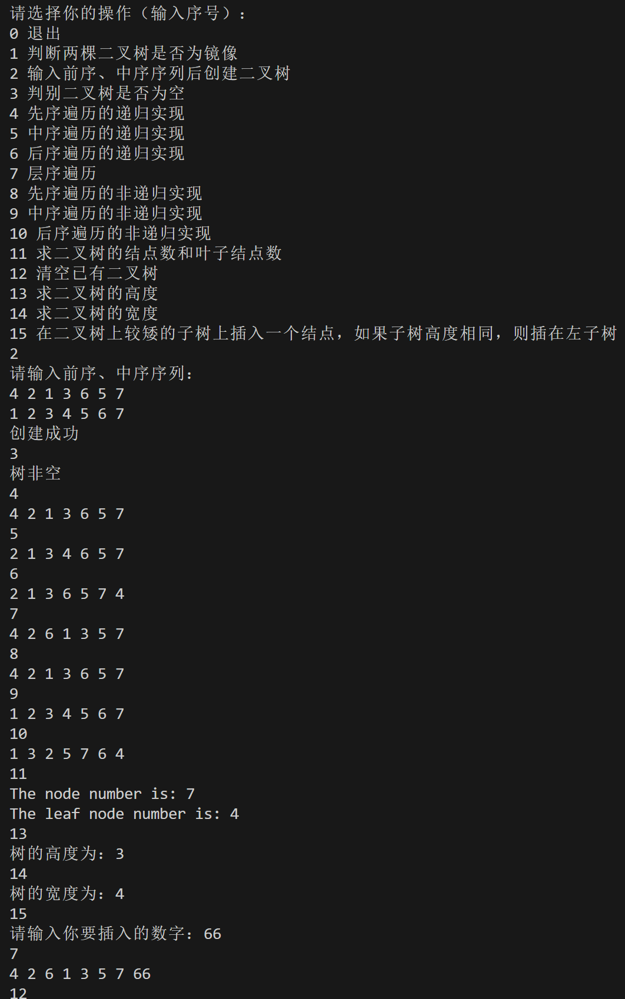 请选择你的操作（输入序号）：
0 退出
1 判断两棵二叉树是否为镜像
2 输入前序、中序序列后创建二叉树
3 判别二叉树是否为空
4 先序遍历的递归实现
5 中序遍历的递归实现
6 后序遍历的递归实现
7 层序遍历
8 先序遍历的非递归实现
9 中序遍历的非递归实现
10 后序遍历的非递归实现
11 求二叉树的结点数和叶子结点数
12 清空已有二叉树
13 求二叉树的高度
14 求二叉树的宽度
15 在二叉树上较矮的子树上插入一个结点，如果子树高度相同，则插在左子树
2
请输入前序、中序序列：
4 2 1 3 6 5 7
1 2 3 4 5 6 7
创建成功
3
树非空
4
4 2 1 3 6 5 7
5
2 1 3 4 6 5 7
6
2 1 3 6 5 7 4
7
4 2 6 1 3 5 7
8
4 2 1 3 6 5 7
9
1 2 3 4 5 6 7
10
1 3 2 5 7 6 4
11
The node number is: 7
The leaf node number is: 4
13
树的高度为：3
14
树的宽度为：4
15
请输入你要插入的数字：66
7
4 2 6 1 3 5 7 66
12